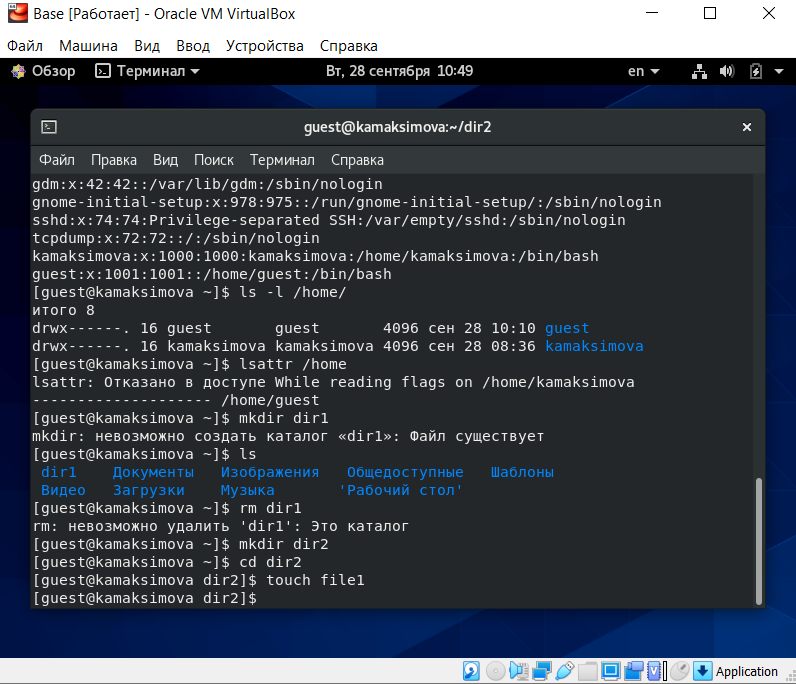 Base [Работает] - Oracle VM VirtualBox
Файл Машина Вид Ввод Устройства Справка
Обзор Терминал Вт, 28 сентября 10:49 en
guest@kamaksimova:~/dir2
Файл Правка Вид Поиск Терминал Справка
gdm:x:42:42::/var/lib/gdm:/sbin/nologin
gnome-initial-setup:x:978:975::/run/gnome-initial-setup/:/sbin/nologin
sshd:x:74:74:Privilege-separated SSH:/var/empty/sshd:/sbin/nologin
tcpdump:x:72:72::/:/sbin/nologin
kamaksimova:x:1000:1000:kamaksimova:/home/kamaksimova:/bin/bash
guest:x:1001:1001::/home/guest:/bin/bash
[guest@kamaksimova ~]$ ls -l /home/
итого 8
drwx------. 16 guest       guest       4096 сен 28 10:10 guest
drwx------. 16 kamaksimova kamaksimova 4096 сен 28 08:36 kamaksimova
[guest@kamaksimova ~]$ lsattr /home
lsattr: Отказано в доступе While reading flags on /home/kamaksimova
-------------------- /home/guest
[guest@kamaksimova ~]$ mkdir dir1
mkdir: невозможно создать каталог «dir1»: Файл существует
[guest@kamaksimova ~]$ ls
dir1    Документы   Изображения   Общедоступные   Шаблоны
Видео   Загрузки    Музыка       'Рабочий стол'
[guest@kamaksimova ~]$ rm dir1
rm: невозможно удалить 'dir1': Это каталог
[guest@kamaksimova ~]$ mkdir dir2
[guest@kamaksimova ~]$ cd dir2
[guest@kamaksimova dir2]$ touch file1
[guest@kamaksimova dir2]$
Application